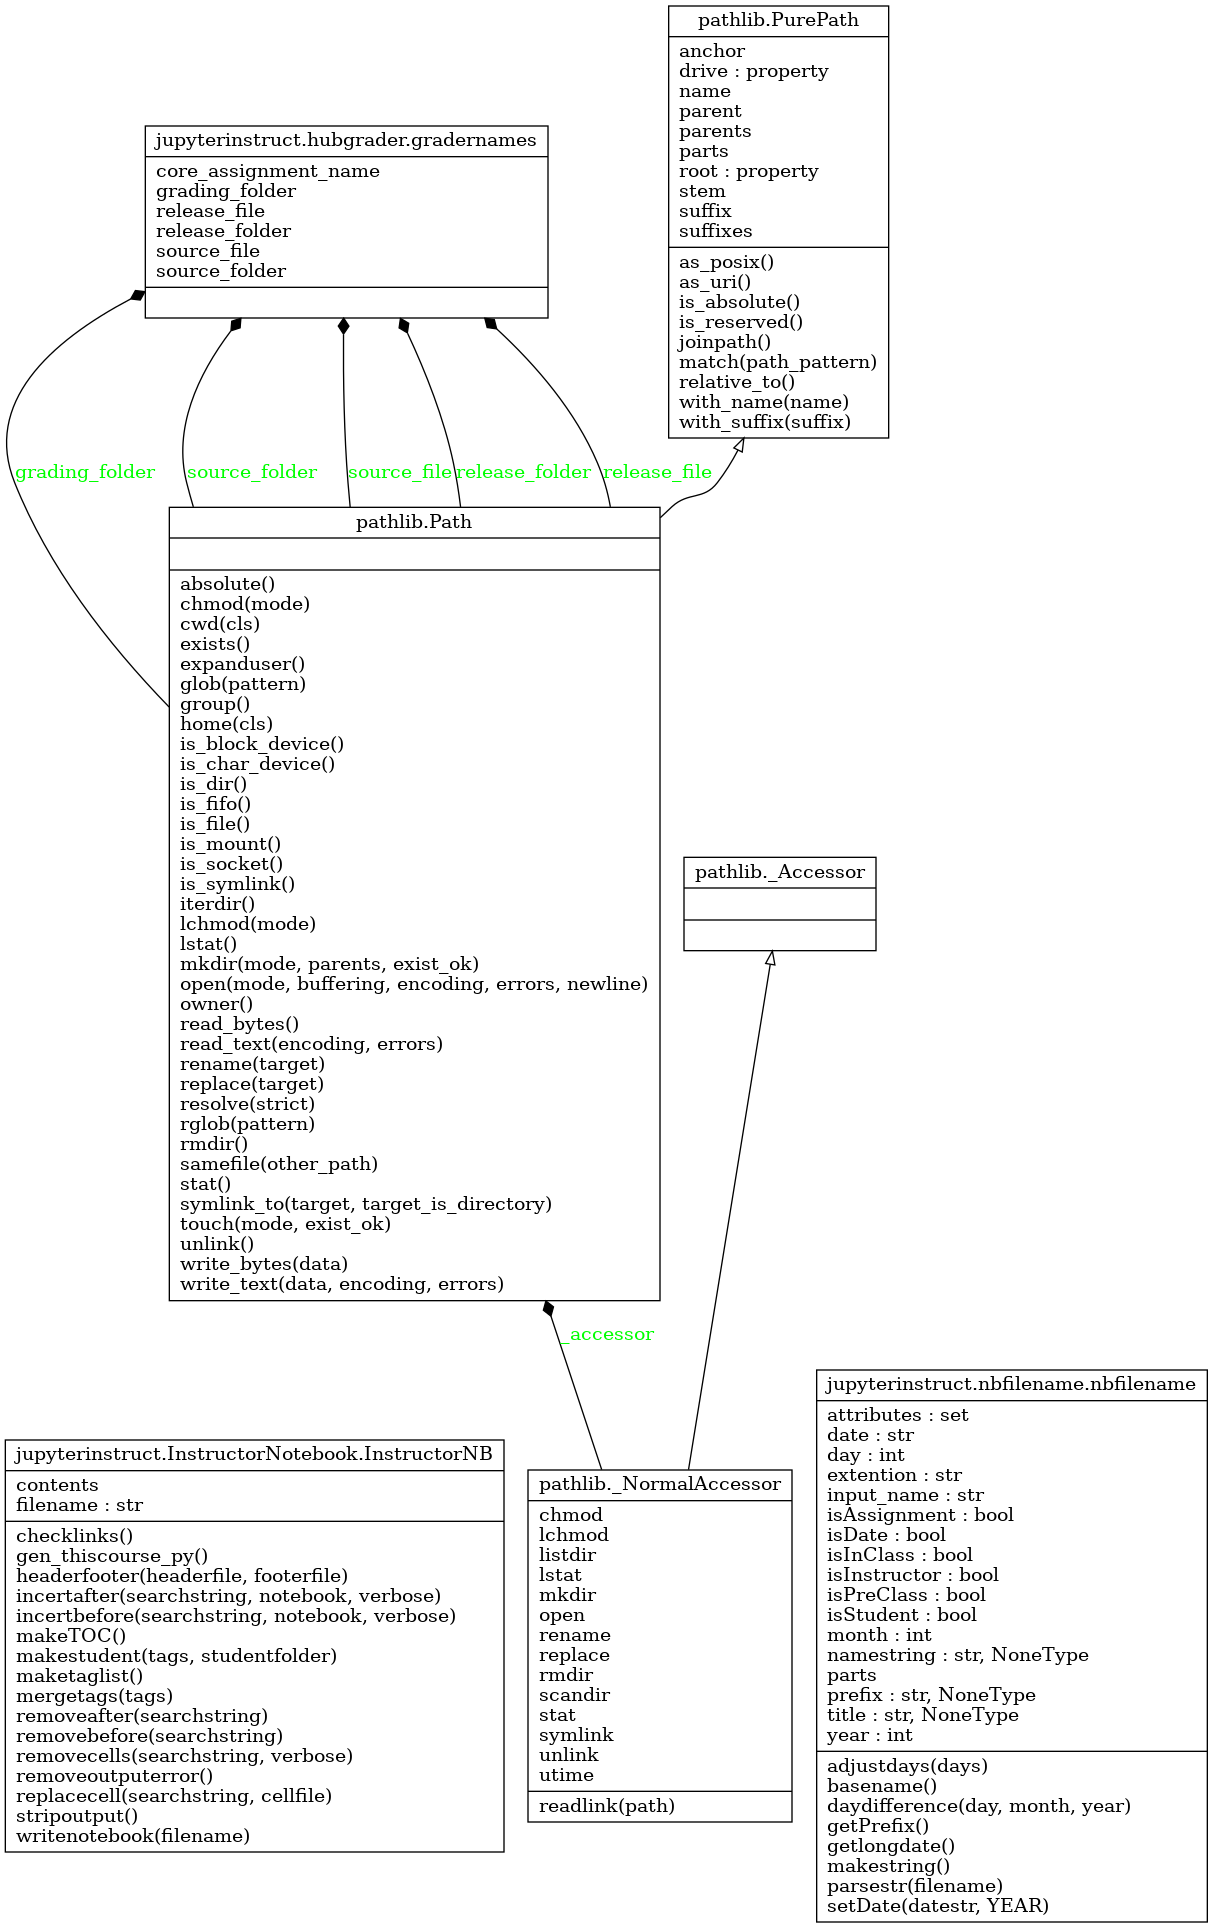 pathlib.PurePath
anchor
drive : property
name
parent
parents
parts
root : property
stem
suffix
suffixes
as_posix()
as_uri()
is_absolute()
is_reserved()
joinpath()
match(path_pattern)
relative_to()
with_name(name)
with_suffix(suffix)
jupyterinstruct.hubgrader.gradernames
core_assignment_name
grading_folder
release_file
release_folder
source_file
source_folder
grading_folder
source_folder
source_file
release_folder
release_file
pathlib.Path
absolute()
chmod(mode)
cwd(cls)
exists()
expanduser()
glob(pattern)
group()
home(cls)
is_block_device()
is_char_device()
is_dir()
is_fifo()
is_file()
is_mount()
is_socket()
is_symlink()
iterdir()
lchmod(mode)
lstat()
mkdir(mode, parents, exist_ok)
open(mode, buffering, encoding, errors, newline)
owner()
read_bytes()
read_text(encoding, errors)
rename(target)
replace(target)
resolve(strict)
rglob(pattern)
rmdir()
samefile(other_path)
stat()
symlink_to(target, target_is_directory)
touch(mode, exist_ok)
unlink()
write_bytes(data)
write_text(data, encoding, errors)
pathlib._Accessor
_accessor
jupyterinstruct.InstructorNotebook.InstructorNB
contents
filename : str
checklinks()
gen_thiscourse_py()
headerfooter(headerfile, footerfile)
incertafter(searchstring, notebook, verbose)
incertbefore(searchstring, notebook, verbose)
makeTOC()
makestudent(tags, studentfolder)
maketaglist()
mergetags(tags)
removeafter(searchstring)
removebefore(searchstring)
removecells(searchstring, verbose)
removeoutputerror()
replacecell(searchstring, cellfile)
stripoutput()
writenotebook(filename)
pathlib._NormalAccessor
chmod
lchmod
listdir
lstat
mkdir
open
rename
replace
rmdir
scandir
stat
symlink
unlink
utime
readlink(path)
jupyterinstruct.nbfilename.nbfilename
attributes : set
date : str
day : int
extention : str
input_name : str
isAssignment : bool
isDate : bool
isInClass : bool
isInstructor : bool
isPreClass : bool
isStudent : bool
month : int
namestring : str, NoneType
parts
prefix : str, NoneType
title : str, NoneType
year : int
adjustdays(days)
basename()
daydifference(day, month, year)
getPrefix()
getlongdate()
makestring()
parsestr(filename)
setDate(datestr, YEAR)